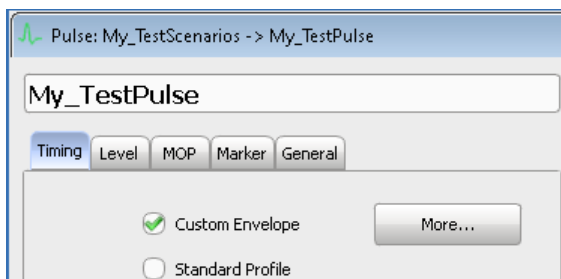 Pulse: My_TestScenarios -> My_TestPulse
My_TestPulse
Timing Level MOP Marker General
Custom Envelope More...
Standard Profile